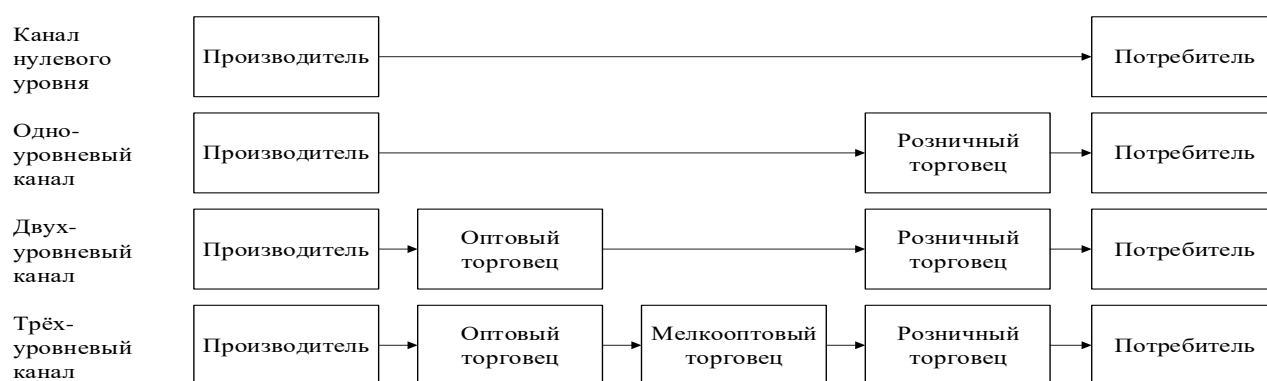 Канал
нулевого
уровня
Производитель
Потребитель
Одно-
уровневый
канал
Производитель
Розничный
торговец
Потребитель
Двух-
уровневый
канал
Производитель
Оптовый
торговец
Розничный
торговец
Потребитель
Трёх-
уровневый
канал
Производитель
Оптовый
торговец
Мелкооптовый
торговец
Розничный
торговец
Потребитель